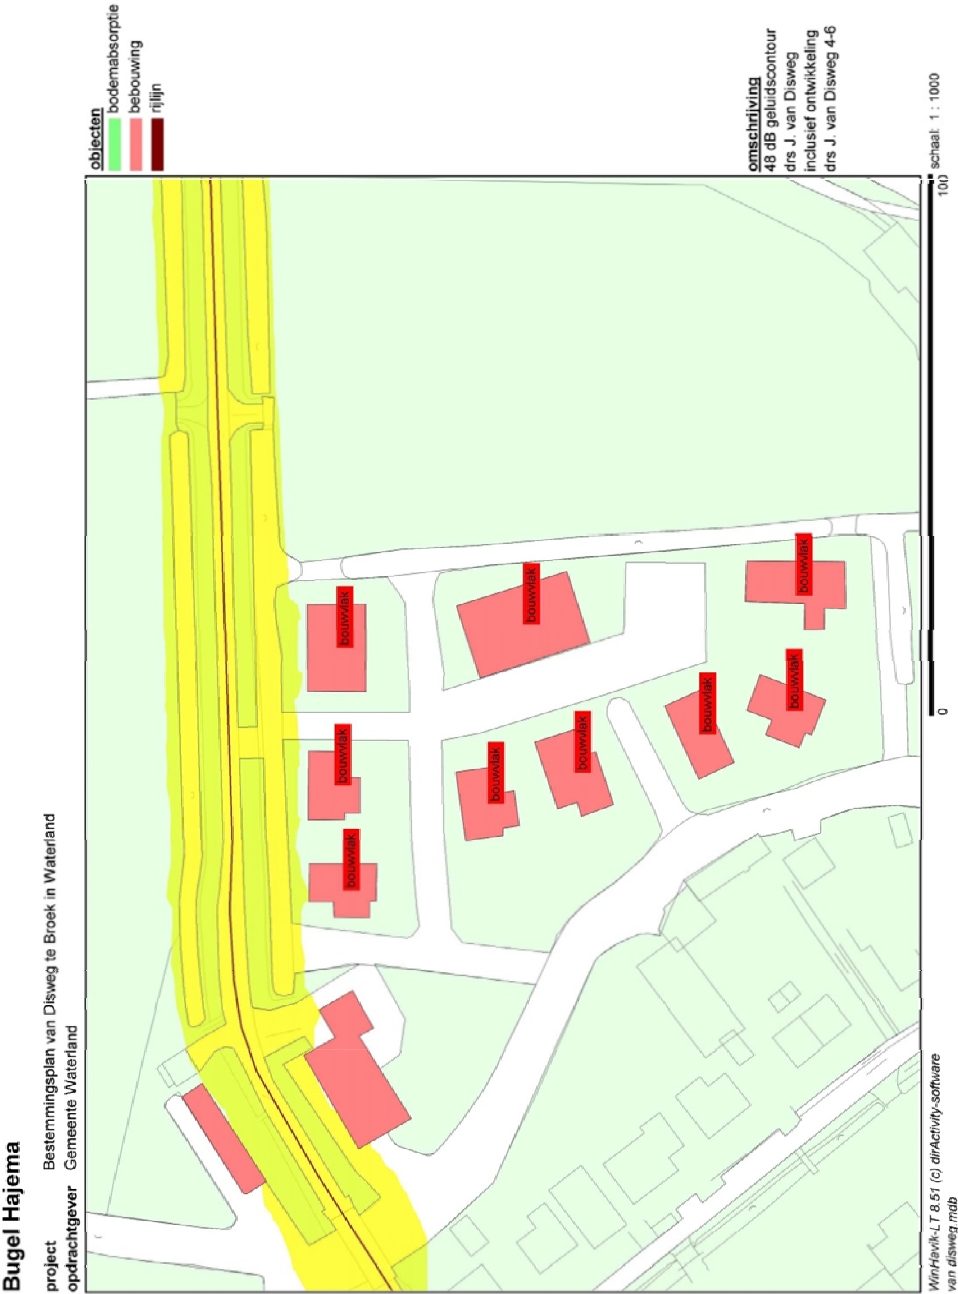 Bugel Hajema
project Bestemmingsplan van Disweg te Broek in Waterland
opdrachtgever Gemeente Waterland
objecten
bodemabsorptie
bebouwing
rijlijn
bouwvlak
bouwvlak
bouwvlak
bouwvlak
bouwvlak
bouwvlak
bouwvlak
bouwvlak
bouwvlak
omschrijving
48 dB geluidscontour
drs J. van Disweg
inclusief ontwikkeling
drs J. van Disweg 4-6
0
100
schaal: 1 : 1000
WinHavik-LT 8.51 (c) dirActivity-software
van disweg.mdb